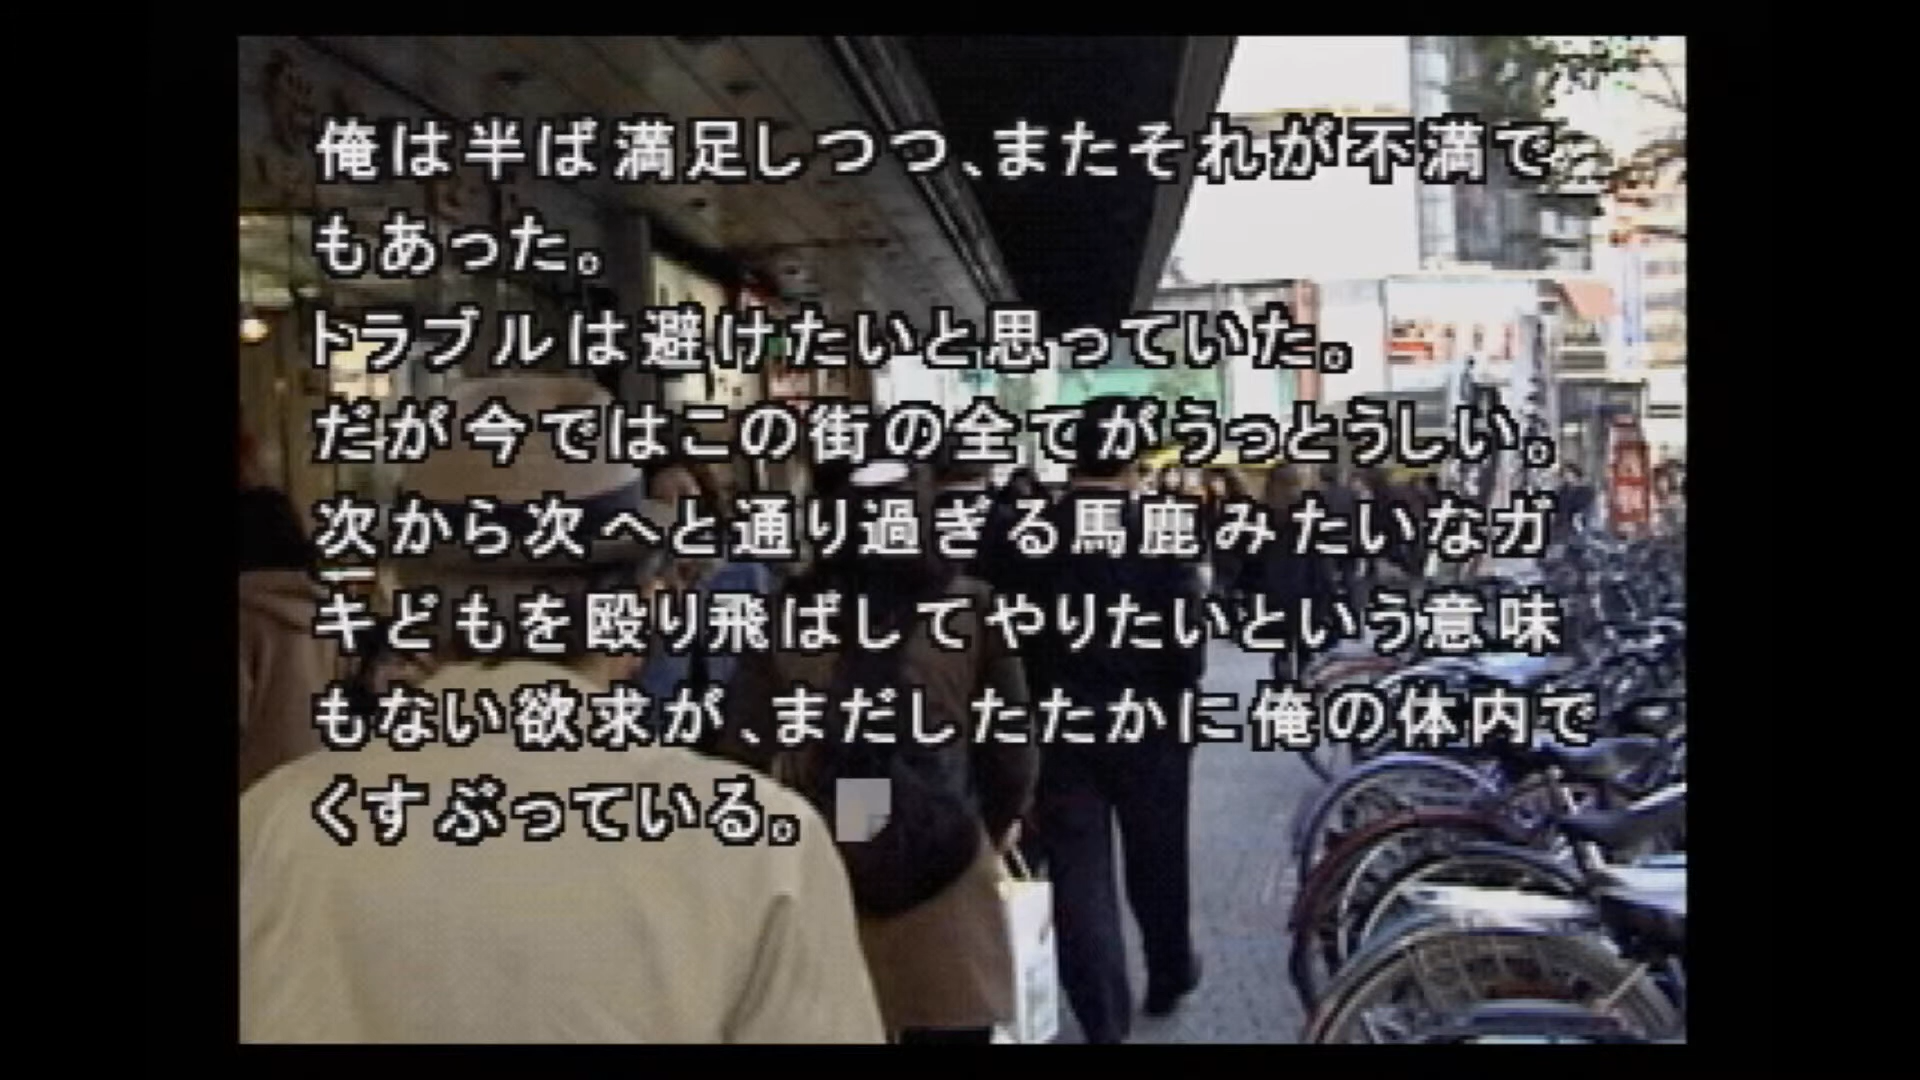 俺は半ば満足しつつ、またそれが不満で
もあった。
トラブルは避けたいと思っていた。
だが今ではこの街の全てがうっとうしい。
次から次へと通り過ぎる馬鹿みたいなガ
キどもを殴り飛ばしてやりたいという意味
もない欲求が、まだしたたかに俺の体内で
くすぶっている。